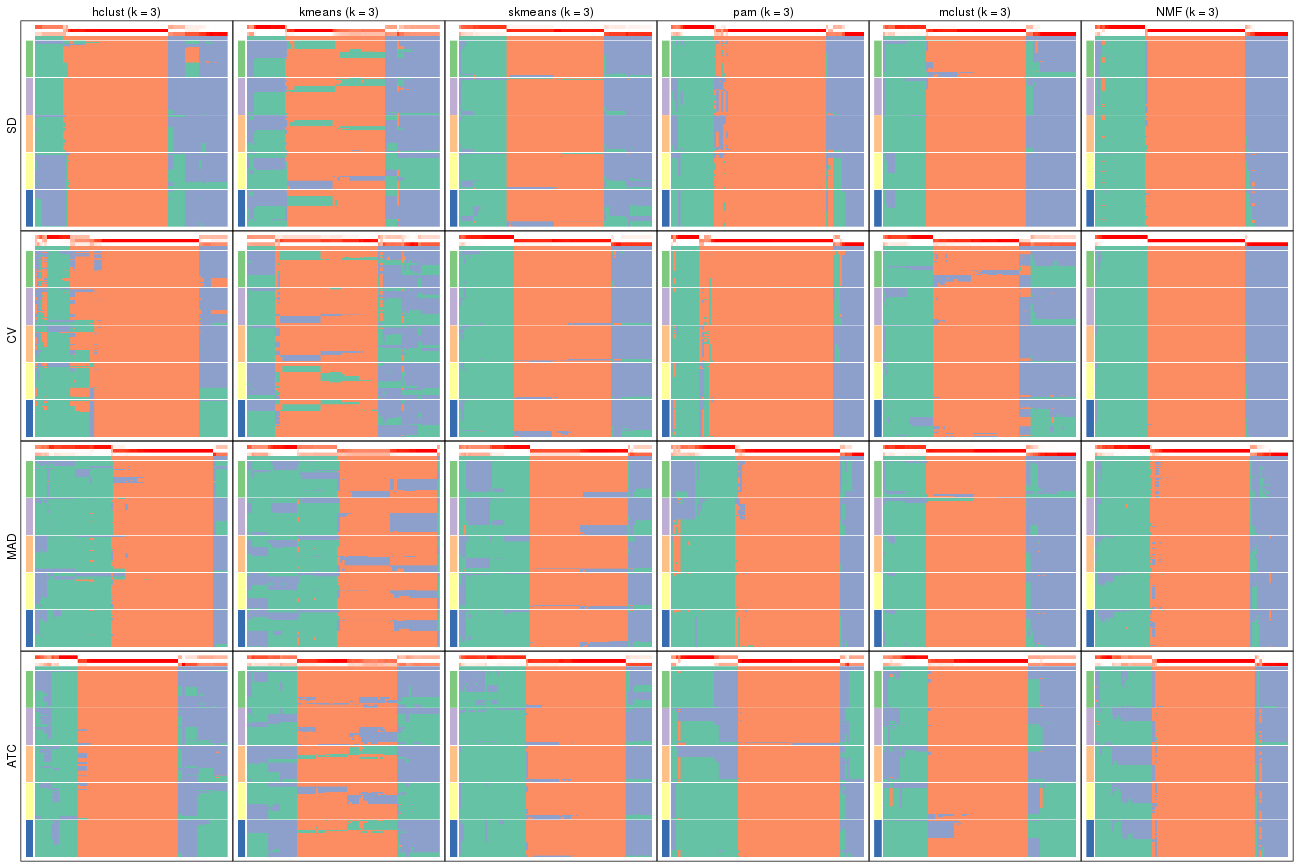 hclust (k = 3) kmeans (k = 3) skmeans (k = 3) pam (k = 3) mclust (k = 3) NMF (k = 3)
SD
CV
MAD
ATC